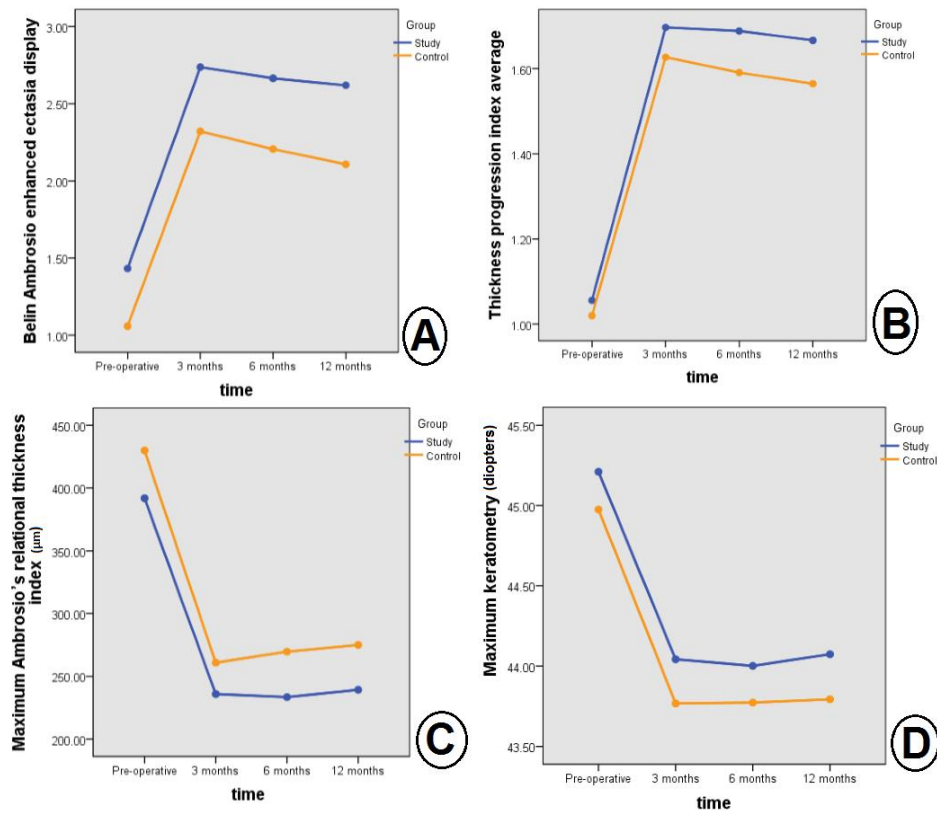 Belin Ambrosio enhanced ectasia display
3.00
2.50
2.00
1.50
1.00
Group
Study
Control
Pre-operative 3 months 6 months 12 months
time
A
Thickness progression index average
1.60
1.40
1.20
1.00
Group
Study
Control
Pre-operative 3 months 6 months 12 months
time
B
Maximum Ambrosio's relational thickness
index (μm)
450.00
400.00
350.00
300.00
250.00
200.00
Group
Study
Control
Pre-operative 3 months 6 months 12 months
time
C
Maximum keratometry (diopters)
45.50
45.00
44.50
44.00
43.50
Group
Study
Control
Pre-operative 3 months 6 months 12 months
time
D